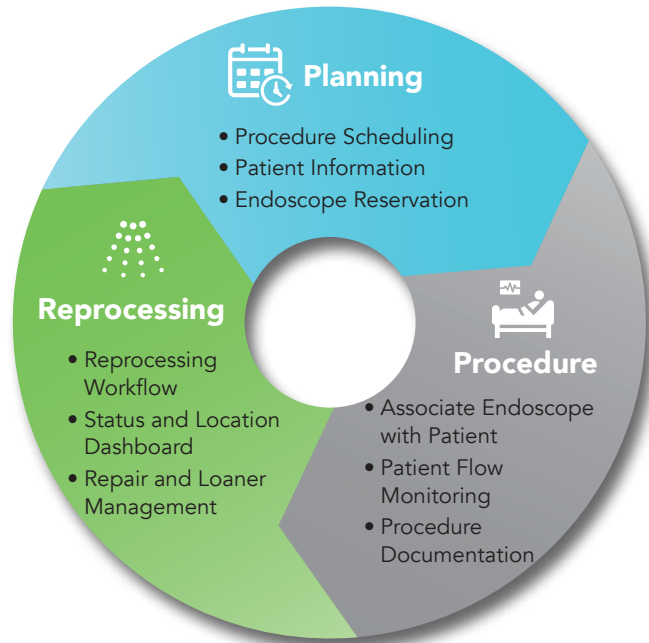 Planning
• Procedure Scheduling
• Patient Information
• Endoscope Reservation
Procedure
• Associate Endoscope
with Patient
• Patient Flow
Monitoring
• Procedure
Documentation
Reprocessing
• Reprocessing
Workflow
• Status and Location
Dashboard
• Repair and Loaner
Management